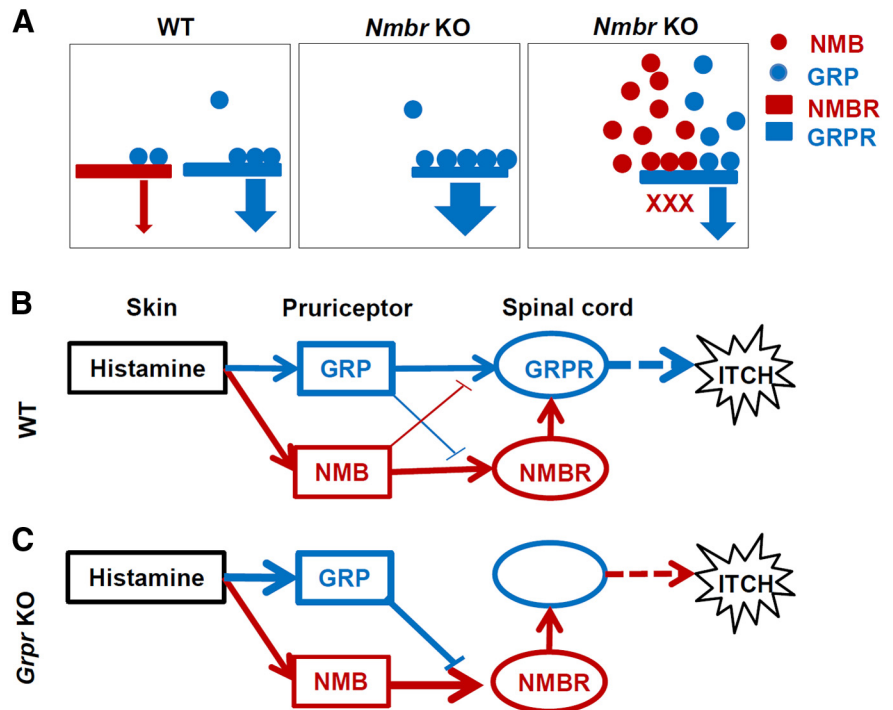 A
WT
Nmbr KO
Nmbr KO
NMB
GRP
NMBR
GRPR
XXX
B
Skin
Pruriceptor
Spinal cord
WT
Histamine
GRP
GRPR
ITCH
NMB
NMBR
C
Grpr KO
Histamine
GRP
ITCH
NMB
NMBR